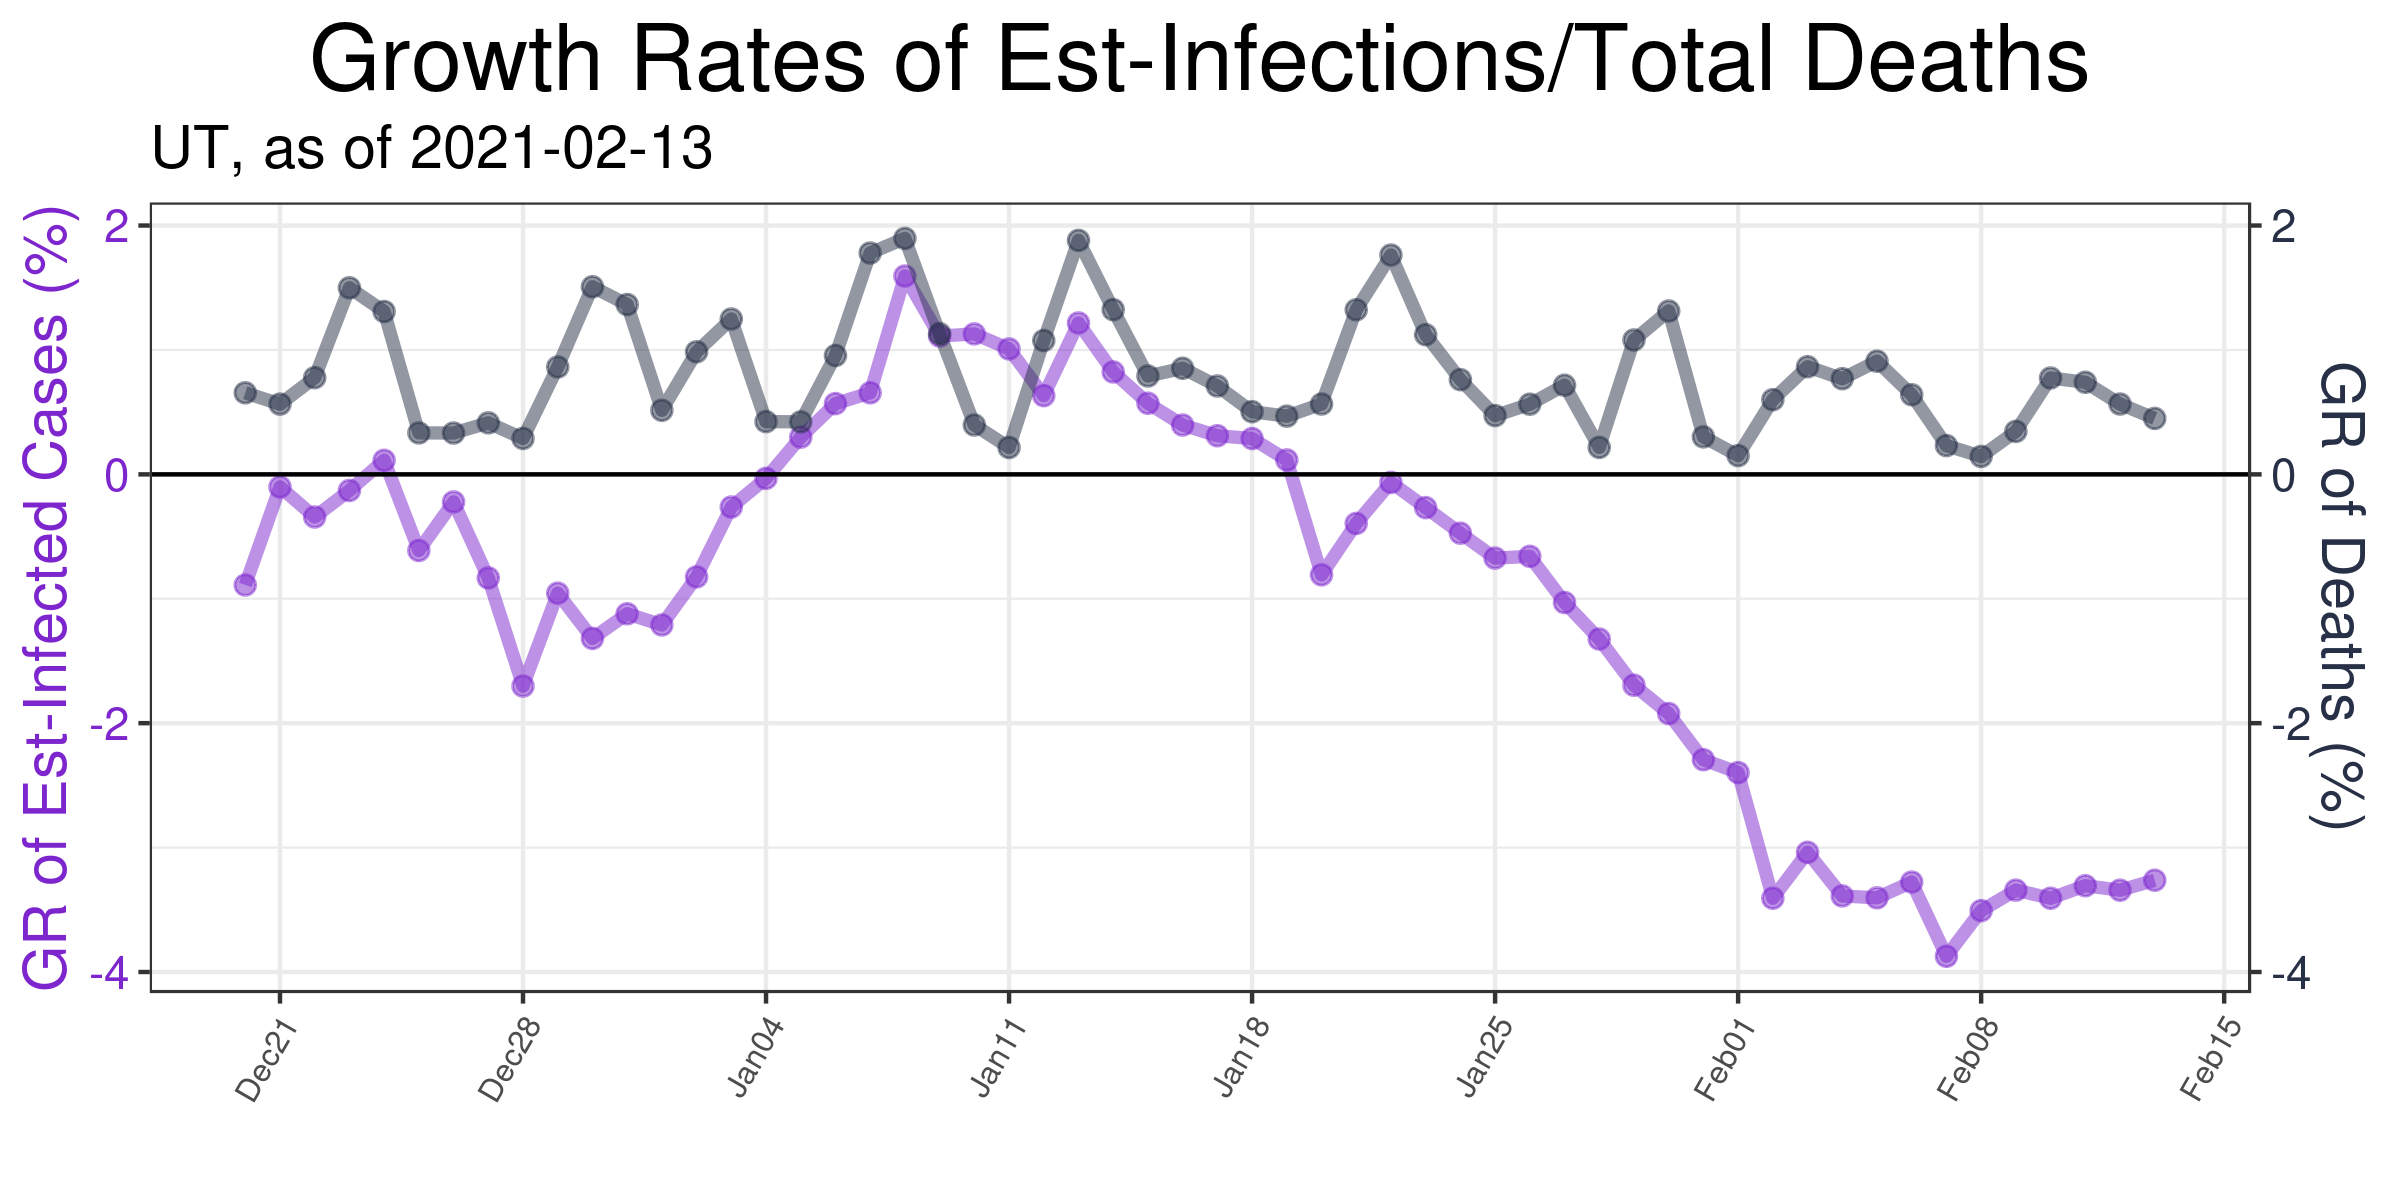 Growth Rates of Est-Infections/Total Deaths
UT, as of 2021-02-13
GR of Est-Infected Cases (%)
2
0
-2
-4
2
0
-2
-4
GR of Deaths (%)
Dec21
Dec28
Jan04
Jan11
Jan18
Jan25
Feb01
Feb08
Feb15